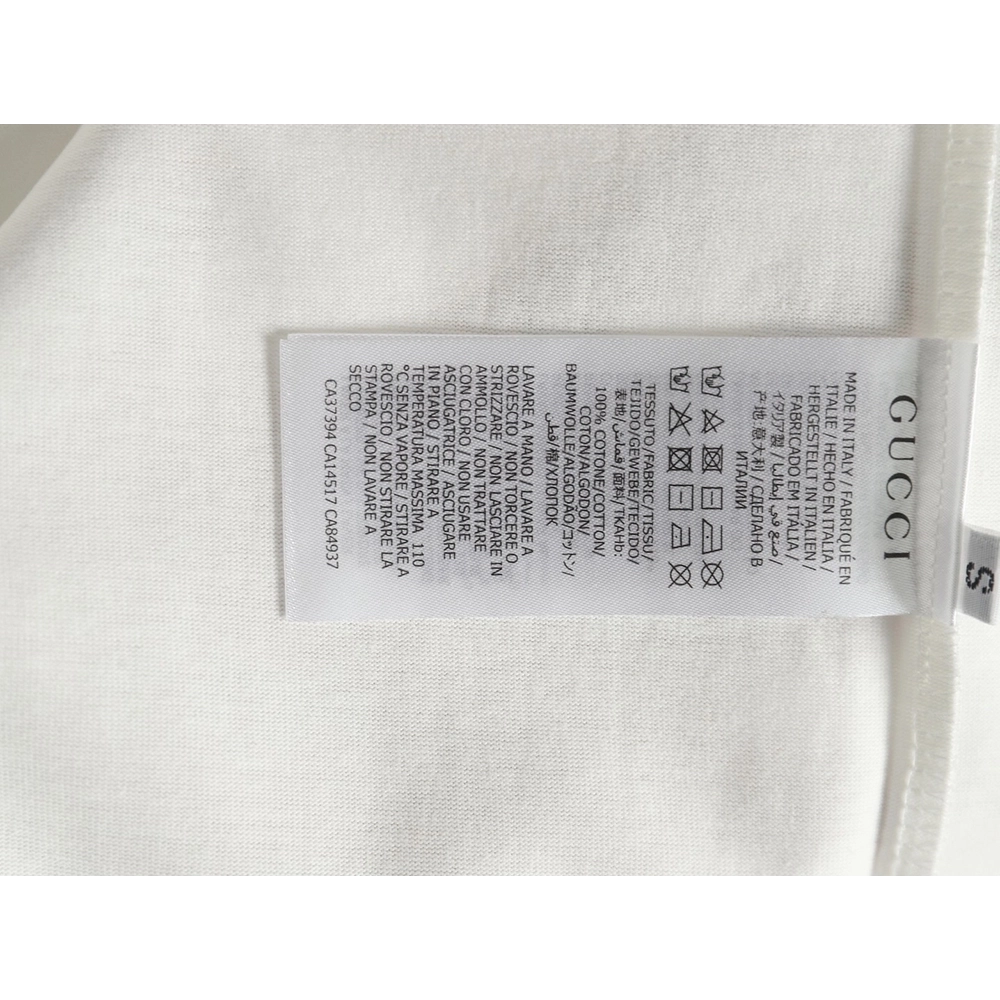 GUCCI
MADE IN ITALY / FABRIQUÉ EN
ITALIE / HECHO EN ITALIA /
HERGESTELLT IN ITALIEN /
FABRICADO EM ITÁLIA /
イタリア製 / صنع في إيطاليا /
产地:意大利 / СДЕЛАНО В
ИТАЛИИ
TESSUTO/FABRIC/TISSU/
TEJIDO/GEWEBE/TECIDO/
表地/قماش/面料/ТКАНЬ:
100% COTONE/COTTON/
COTON/ALGODON/
BAUMWOLLE/ALGODÃO/コットン/
قطن/棉/ХЛОПОК
LAVARE A MANO / LAVARE A
ROVESCIO / NON TORCERE O
STRIZZARE / NON LASCIARE IN
AMMOLLO / NON TRATTARE
CON CLORO / NON USARE
ASCIUGATRICE / ASCIUGARE
IN PIANO / STIRARE A
TEMPERATURA MASSIMA 110
°C SENZA VAPORE / STIRARE A
ROVESCIO / NON STIRARE LA
STAMPA / NON LAVARE A
SECCO
CA37394 CA14517 CA84937
S